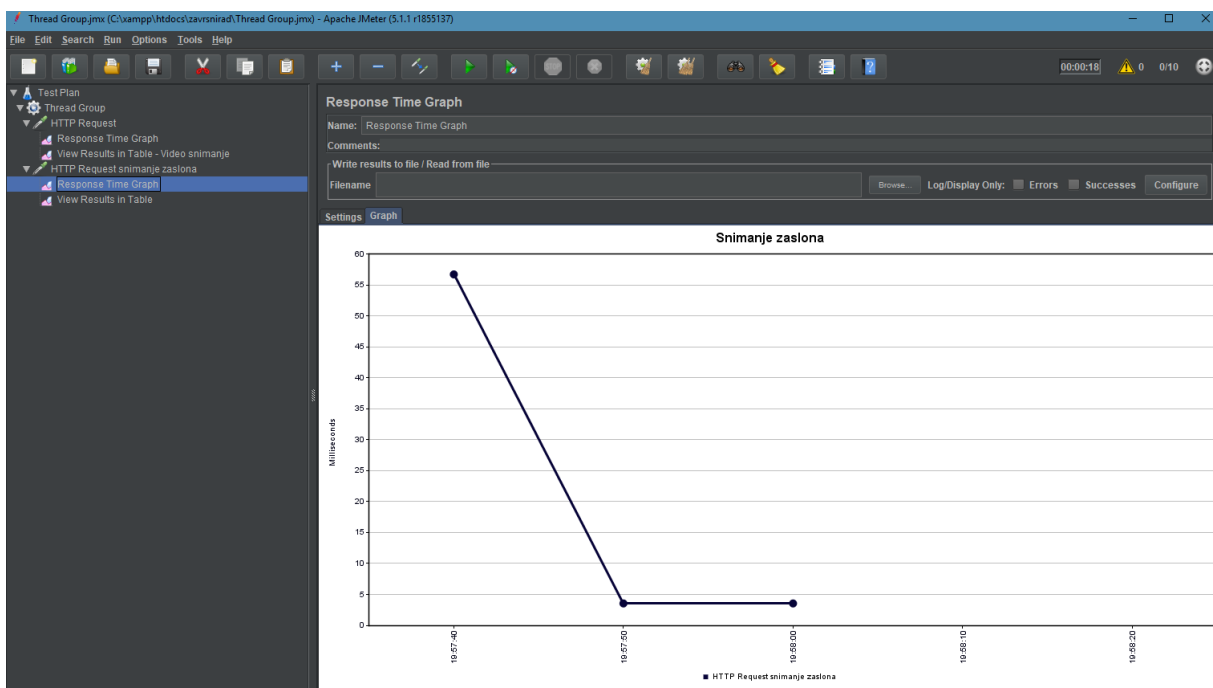 Thread Group.jmx (C:\xampp\htdocs\zavrsnirad\Thread Group.jmx) - Apache JMeter (5.1.1 r1855137)
File Edit Search Run Options Tools Help
00:00:18 0 0/10
Test Plan
Thread Group
HTTP Request
Response Time Graph
View Results in Table - Video snimanje
HTTP Request snimanje zaslona
Response Time Graph
View Results in Table
Response Time Graph
Name: Response Time Graph
Comments:
Write results to file / Read from file
Filename Browse... Log/Display Only: Errors Successes Configure
Settings Graph
Snimanje zaslona
60
55
50
45
40
35
30
25
20
15
10
5
0
Milliseconds
19:57:40 19:57:50 19:58:00 19:58:10 19:58:20
HTTP Request snimanje zaslona